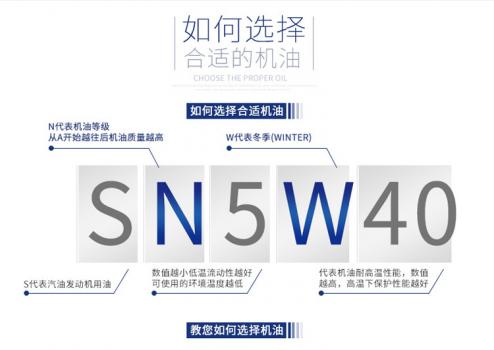 如何选择
合适的机油
CHOOSE THE PROPER OIL
如何选择合适机油
N代表机油等级
从A开始越往后机油质量越高
W代表冬季(WINTER)
SN5W40
S代表汽油发动机用油
数值越小低温流动性越好
可使用的环境温度越低
代表机油耐高温性能，数值
越高，高温下保护性能越好
教您如何选择机油